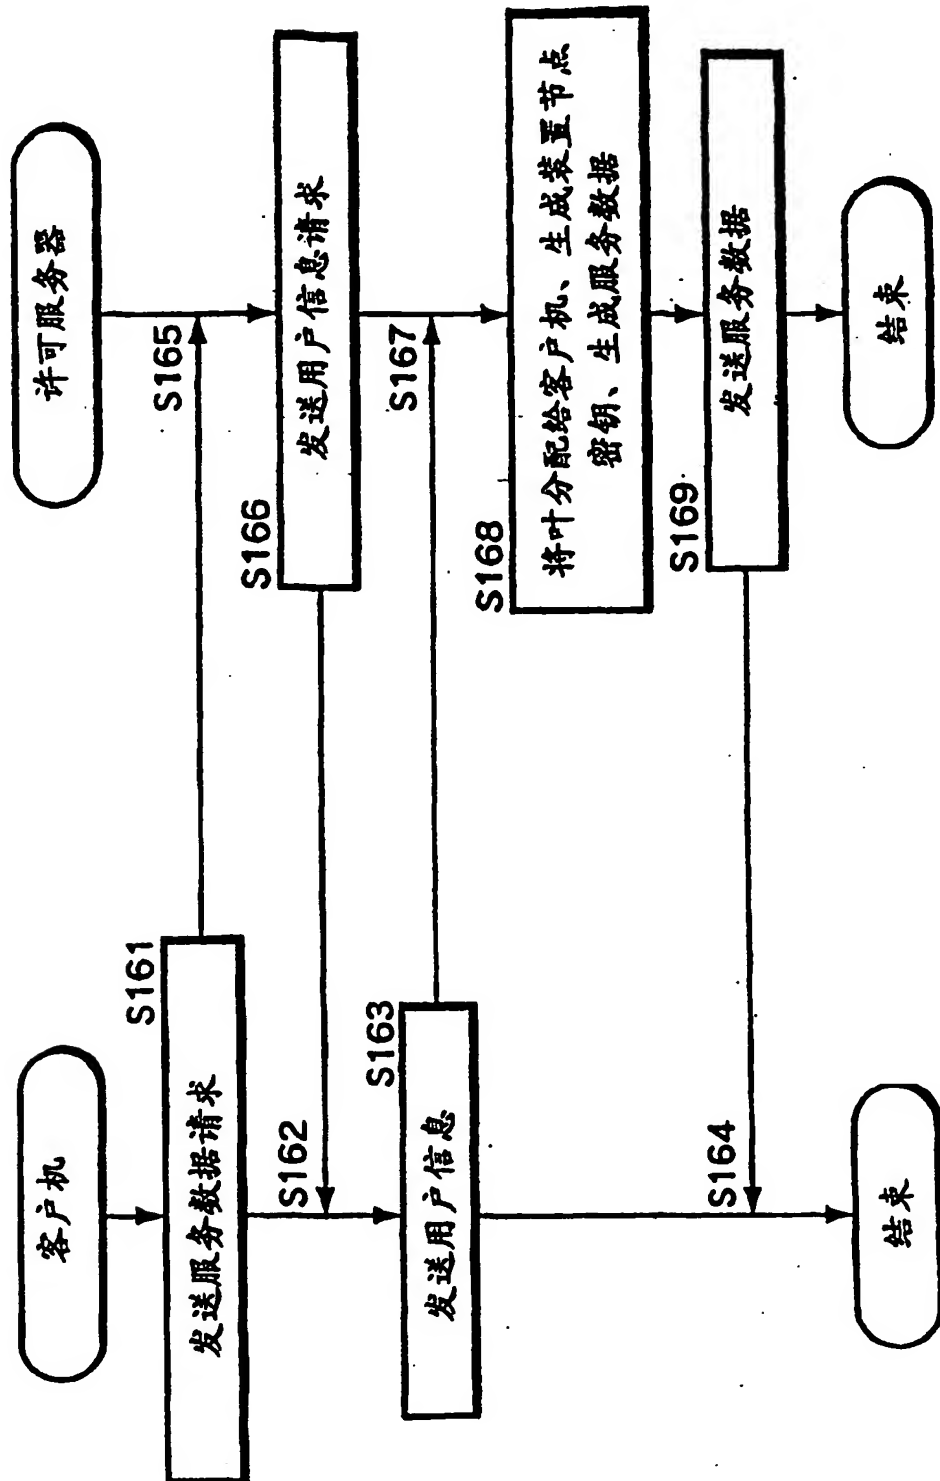 客户机
S161
发送服务数据请求
S162
S163
发送用户信息
S164
结束
许可服务器
S165
S166
发送用户信息请求
S167
S168
将叶分配给客户机、生成装置节点
密钥、生成服务数据
S169
发送服务数据
结束